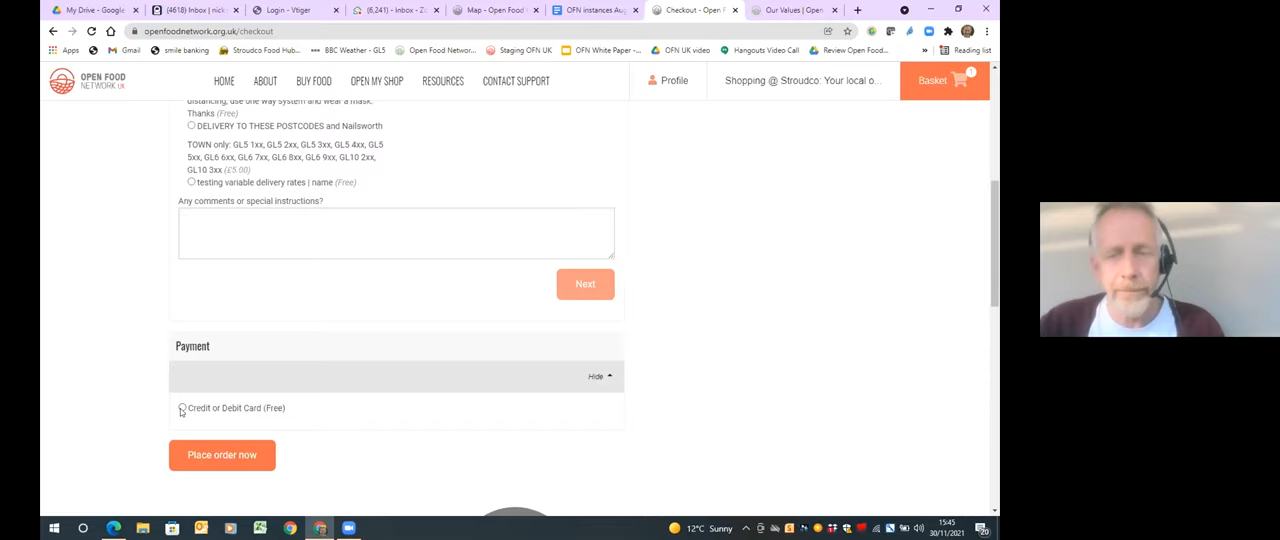 My Drive - Google
(4618) Inbox | nick
Login - Vtiger
(6,241) - Inbox - Z
Map - Open Food
OFN instances Aug
Checkout - Open F
Our Values | Open
openfoodnetwork.org.uk/checkout
Apps
Gmail
smile banking
Stroudco Food Hub...
BBC Weather - GL5
Open Food Networ...
Staging OFN UK
OFN White Paper -...
OFN UK video
Hangouts Video Call
Review Open Food...
»
Reading list
OPEN FOOD
NETWORK UK
HOME
ABOUT
BUY FOOD
OPEN MY SHOP
RESOURCES
CONTACT SUPPORT
Profile
Shopping @ Stroudco: Your local o...
Basket
1
distancing, use one way system and wear a mask.
Thanks (Free)
DELIVERY TO THESE POSTCODES and Nailsworth
TOWN only: GL5 1xx, GL5 2xx, GL5 3xx, GL5 4xx, GL5
5xx, GL6 6xx, GL6 7xx, GL6 8xx, GL6 9xx, GL10 2xx,
GL10 3xx (£5.00)
testing variable delivery rates | name (Free)
Any comments or special instructions?
Next
Payment
Hide
Credit or Debit Card (Free)
Place order now
12°C Sunny
15:45
30/11/2021
20